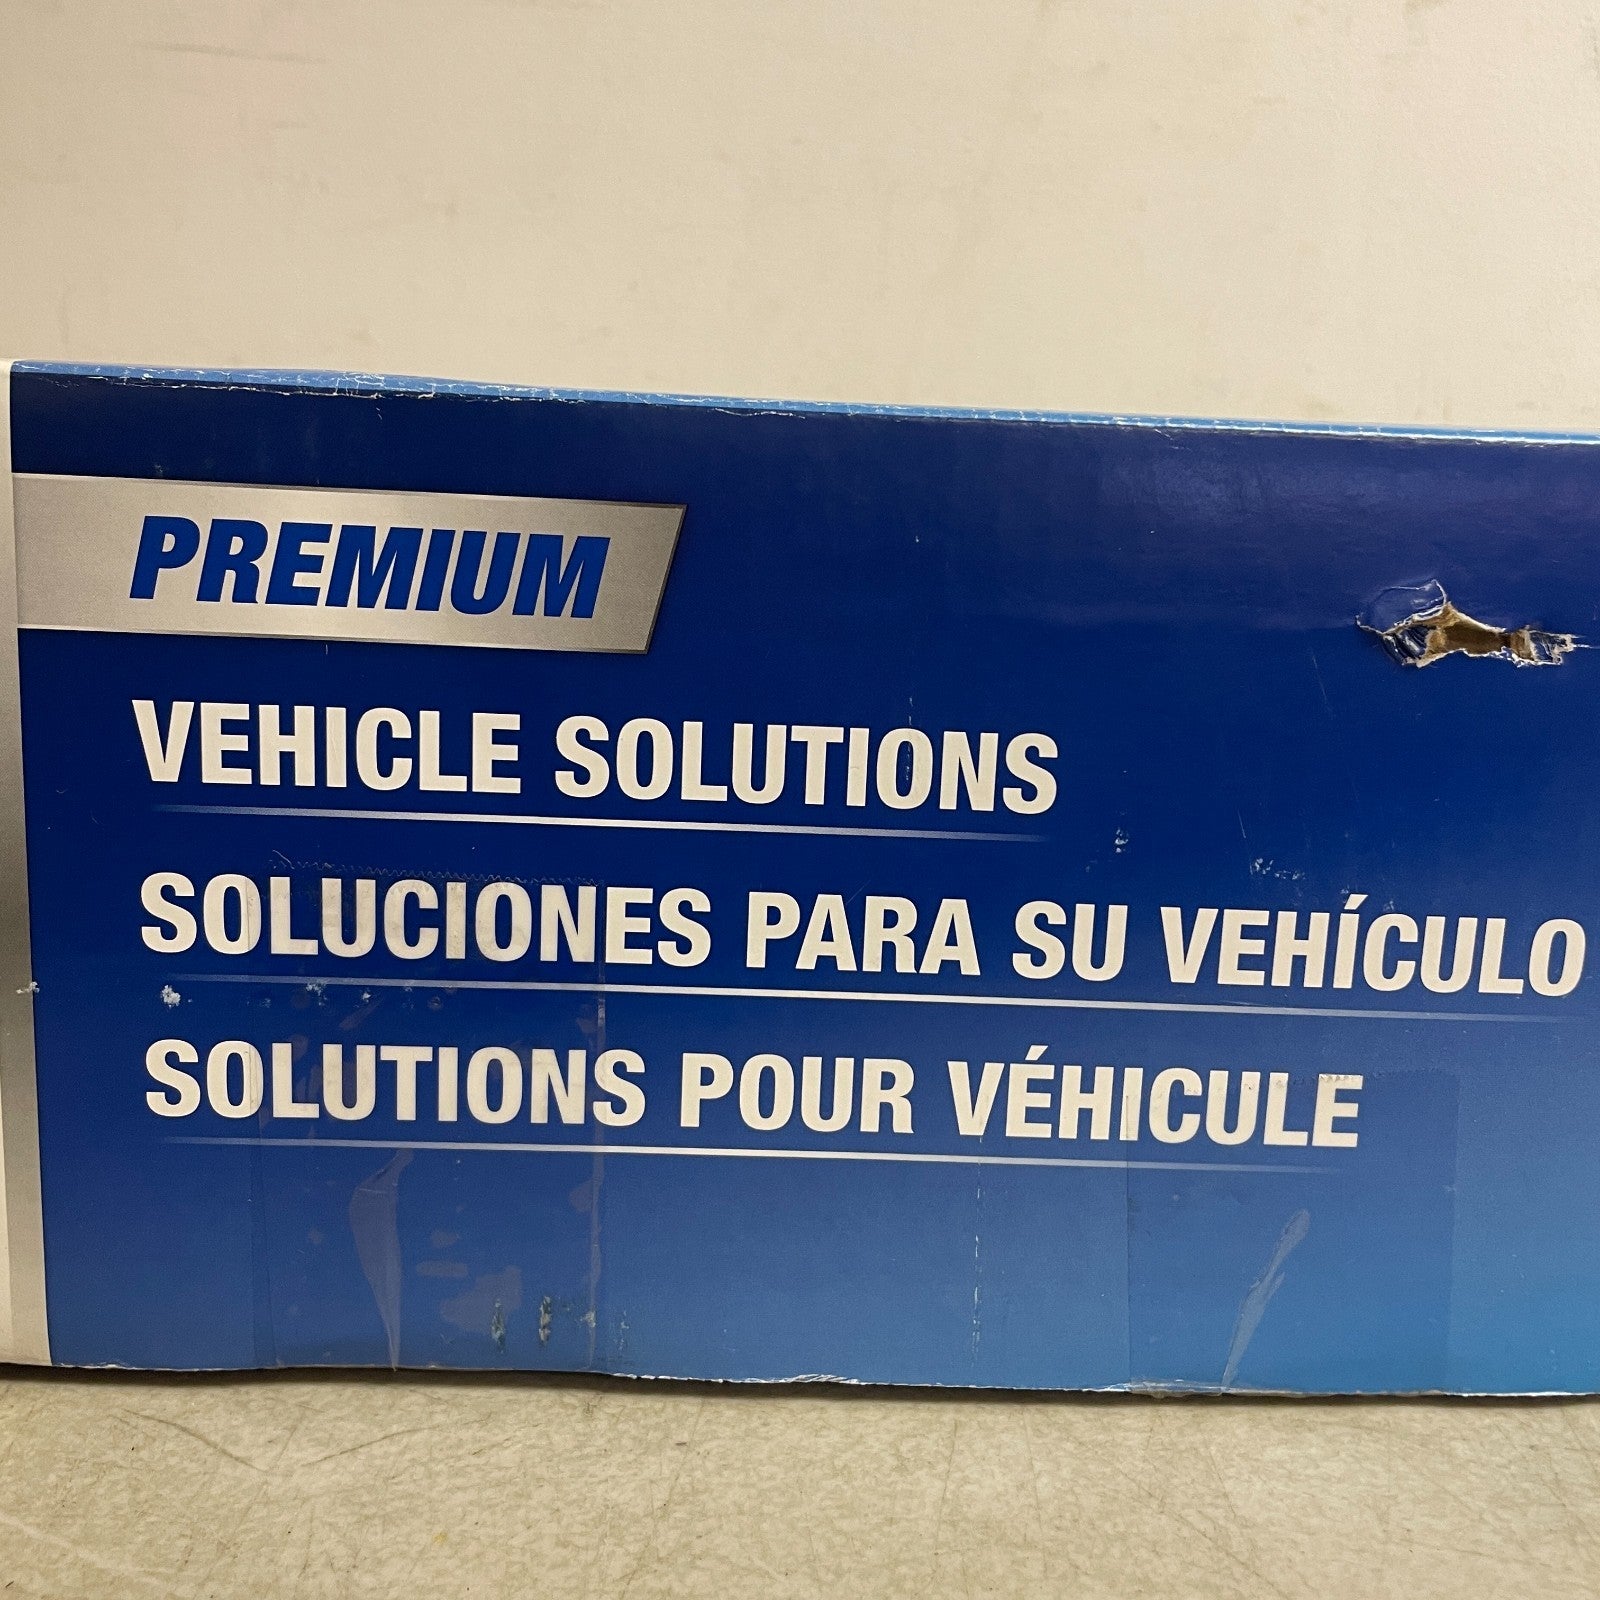 PREMIUM
VEHICLE SOLUTIONS
SOLUCIONES PARA SU VEHÍCULO
SOLUTIONS POUR VÉHICULE